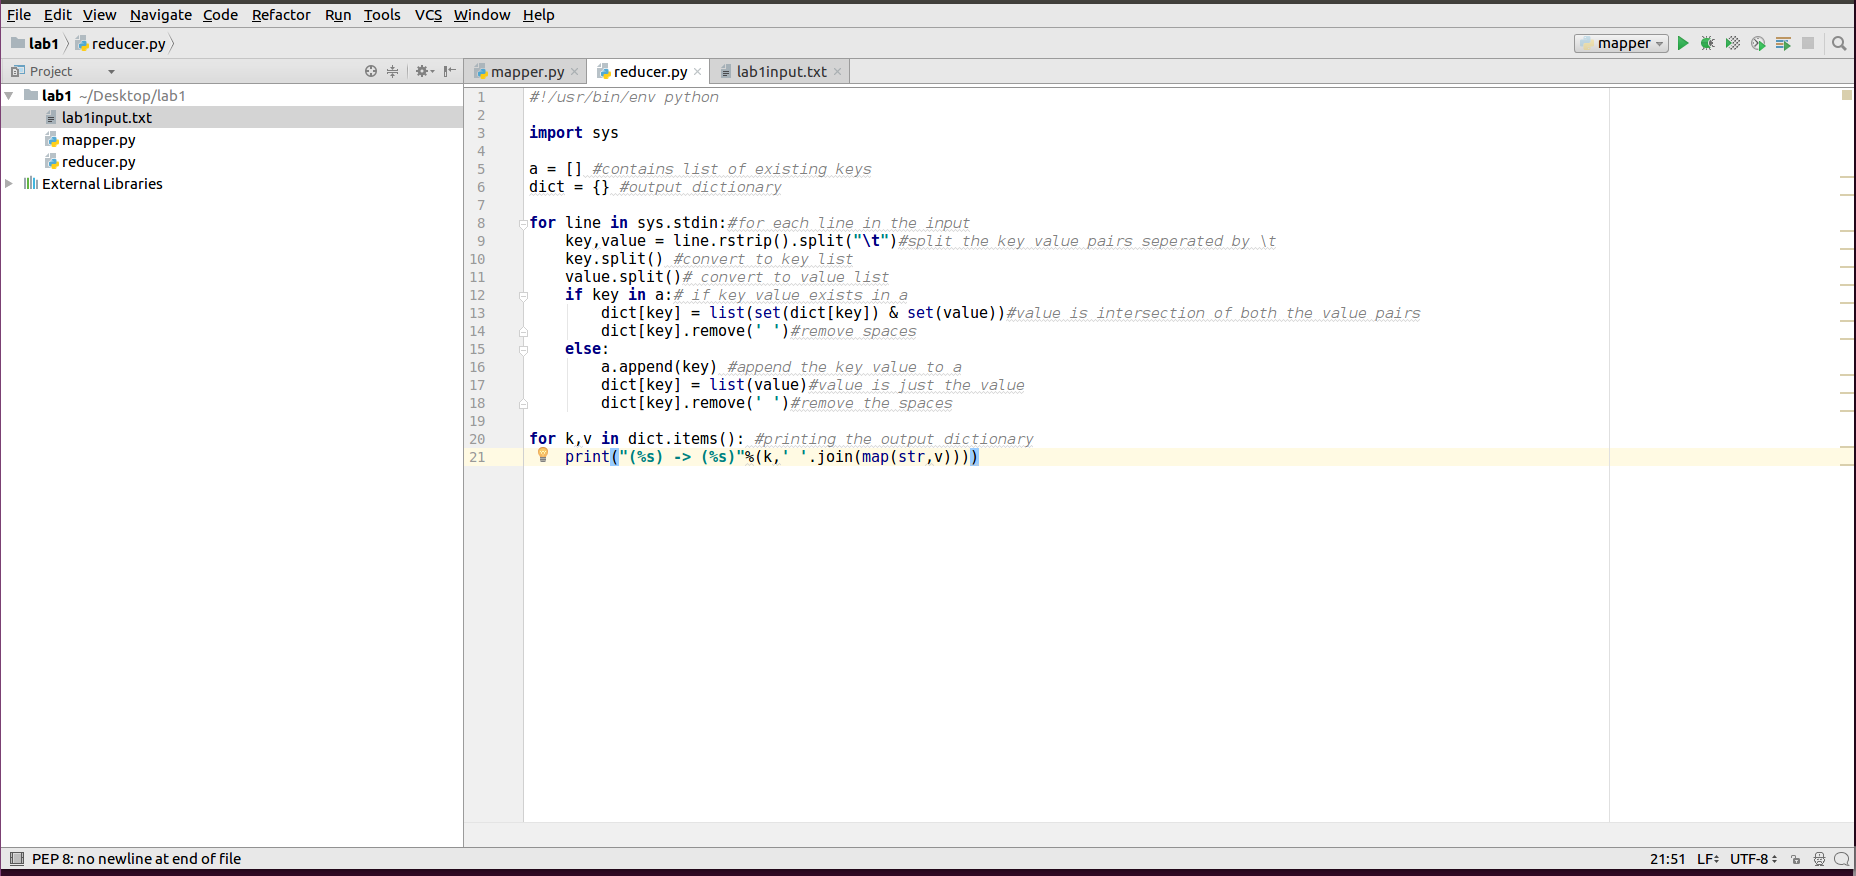 File Edit View Navigate Code Refactor Run Tools VCS Window Help
lab1 reducer.py mapper
Project mapper.py reducer.py lab1input.txt
lab1 ~/Desktop/lab1
lab1input.txt
mapper.py
reducer.py
External Libraries
1 #!/usr/bin/env python
2
3 import sys
4
5 a = [] #contains list of existing keys
6 dict = {} #output dictionary
7
8 for line in sys.stdin:#for each line in the input
9 key,value = line.rstrip().split("\t")#split the key value pairs seperated by \t
10 key.split() #convert to key list
11 value.split()# convert to value list
12 if key in a:# if key value exists in a
13 dict[key] = list(set(dict[key]) & set(value))#value is intersection of both the value pairs
14 dict[key].remove(' ')#remove spaces
15 else:
16 a.append(key) #append the key value to a
17 dict[key] = list(value)#value is just the value
18 dict[key].remove(' ')#remove the spaces
19
20 for k,v in dict.items(): #printing the output dictionary
21 print("(%s) -> (%s)"%(k,' '.join(map(str,v))))
PEP 8: no newline at end of file 21:51 LF UTF-8